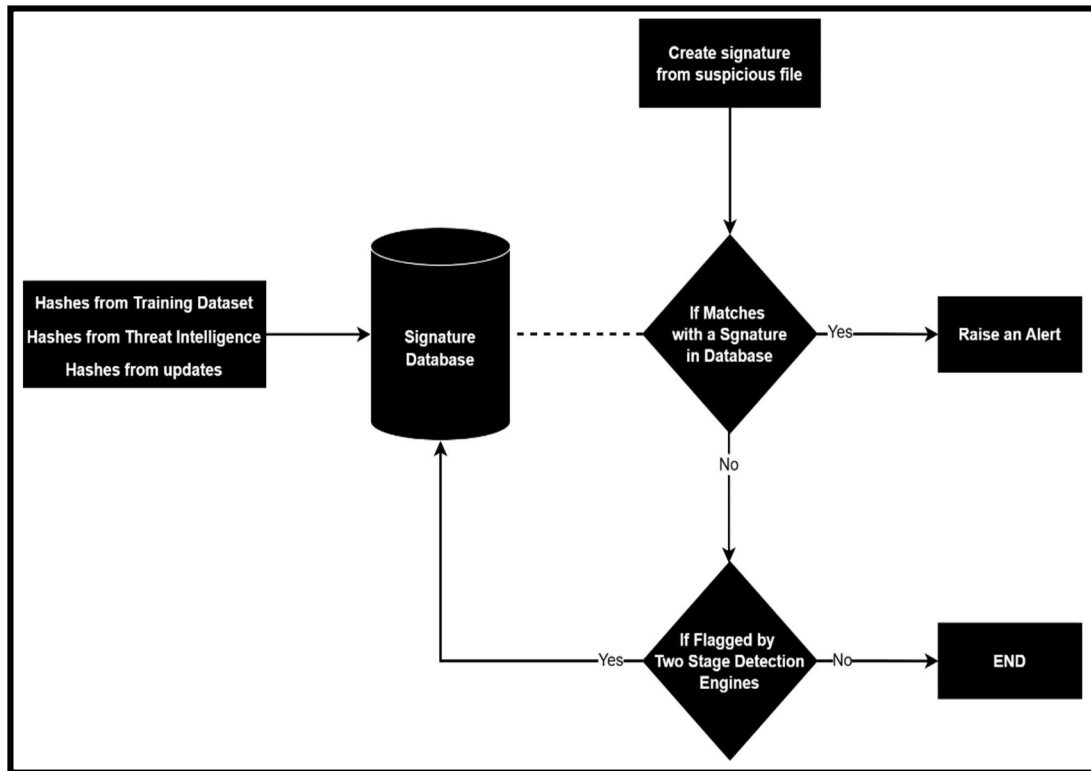 Create signature
from suspicious file
Hashes from Training Dataset
Hashes from Threat Intelligence
Hashes from updates
Signature
Database
If Matches
with a Sgnature
in Database
Yes
Raise an Alert
No
If Flagged by
Two Stage Detection
Engines
Yes
No
END